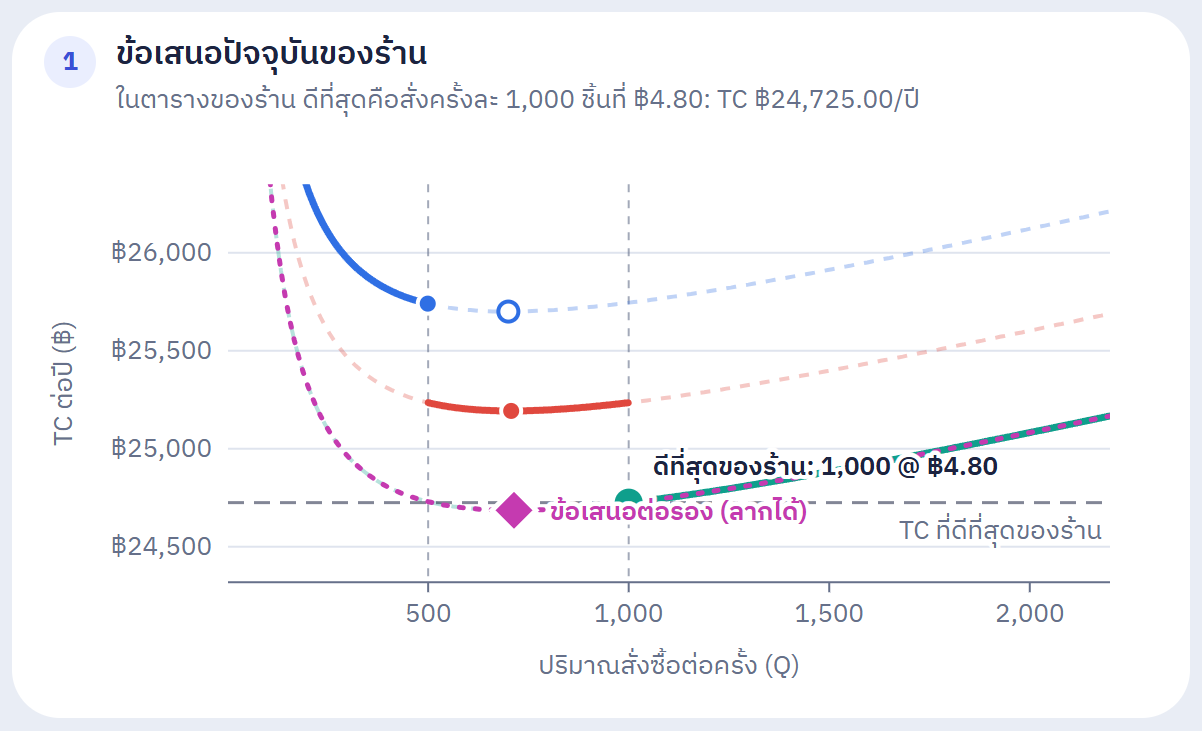 1
ข้อเสนอปัจจุบันของร้าน
ในตารางของร้าน ดีที่สุดคือสั่งครั้งละ 1,000 ชิ้นที่ ฿4.80: TC ฿24,725.00/ปี
฿26,000
฿25,500
฿25,000
฿24,500
TC ต่อปี (฿)
ดีที่สุดของร้าน: 1,000 @ ฿4.80
ข้อเสนอต่อรอง (ลากได้)
TC ที่ดีที่สุดของร้าน
500
1,000
1,500
2,000
ปริมาณสั่งซื้อต่อครั้ง (Q)